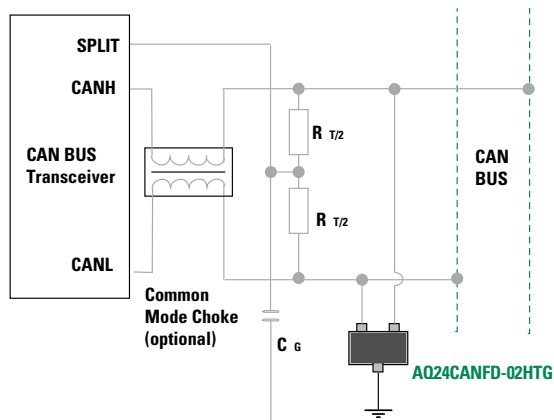 SPLIT
CANH
CAN BUS
Transceiver
CANL
Common
Mode Choke
(optional)
R T/2
R T/2
C G
CAN
BUS
AQ24CANFD-02HTG